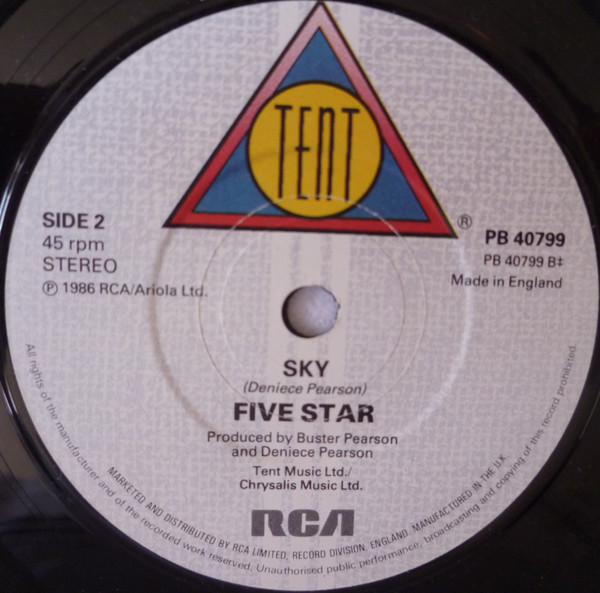 TENT
®
SIDE 2
45 rpm
STEREO
℗ 1986 RCA/Ariola Ltd.
PB 40799
PB 40799 B‡
Made in England
SKY
(Deniece Pearson)
FIVE STAR
Produced by Buster Pearson
and Deniece Pearson
Tent Music Ltd./
Chrysalis Music Ltd.
RCA
MARKETED AND DISTRIBUTED BY RCA LIMITED, RECORD DIVISION, ENGLAND. MANUFACTURED IN THE U.K.
All rights of the manufacturer and of the recorded work reserved. Unauthorised public performance, broadcasting and copying of this record prohibited.